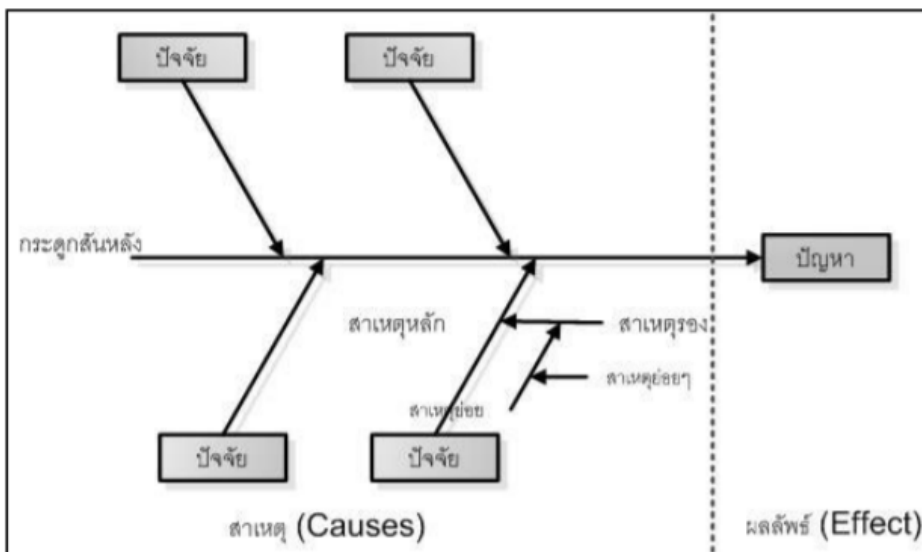 ปัจจัย
ปัจจัย
กระดูกสันหลัง
ปัญหา
สาเหตุหลัก
สาเหตุรอง
สาเหตุย่อยๆ
สาเหตุย่อย
ปัจจัย
ปัจจัย
สาเหตุ (Causes)
ผลลัพธ์ (Effect)